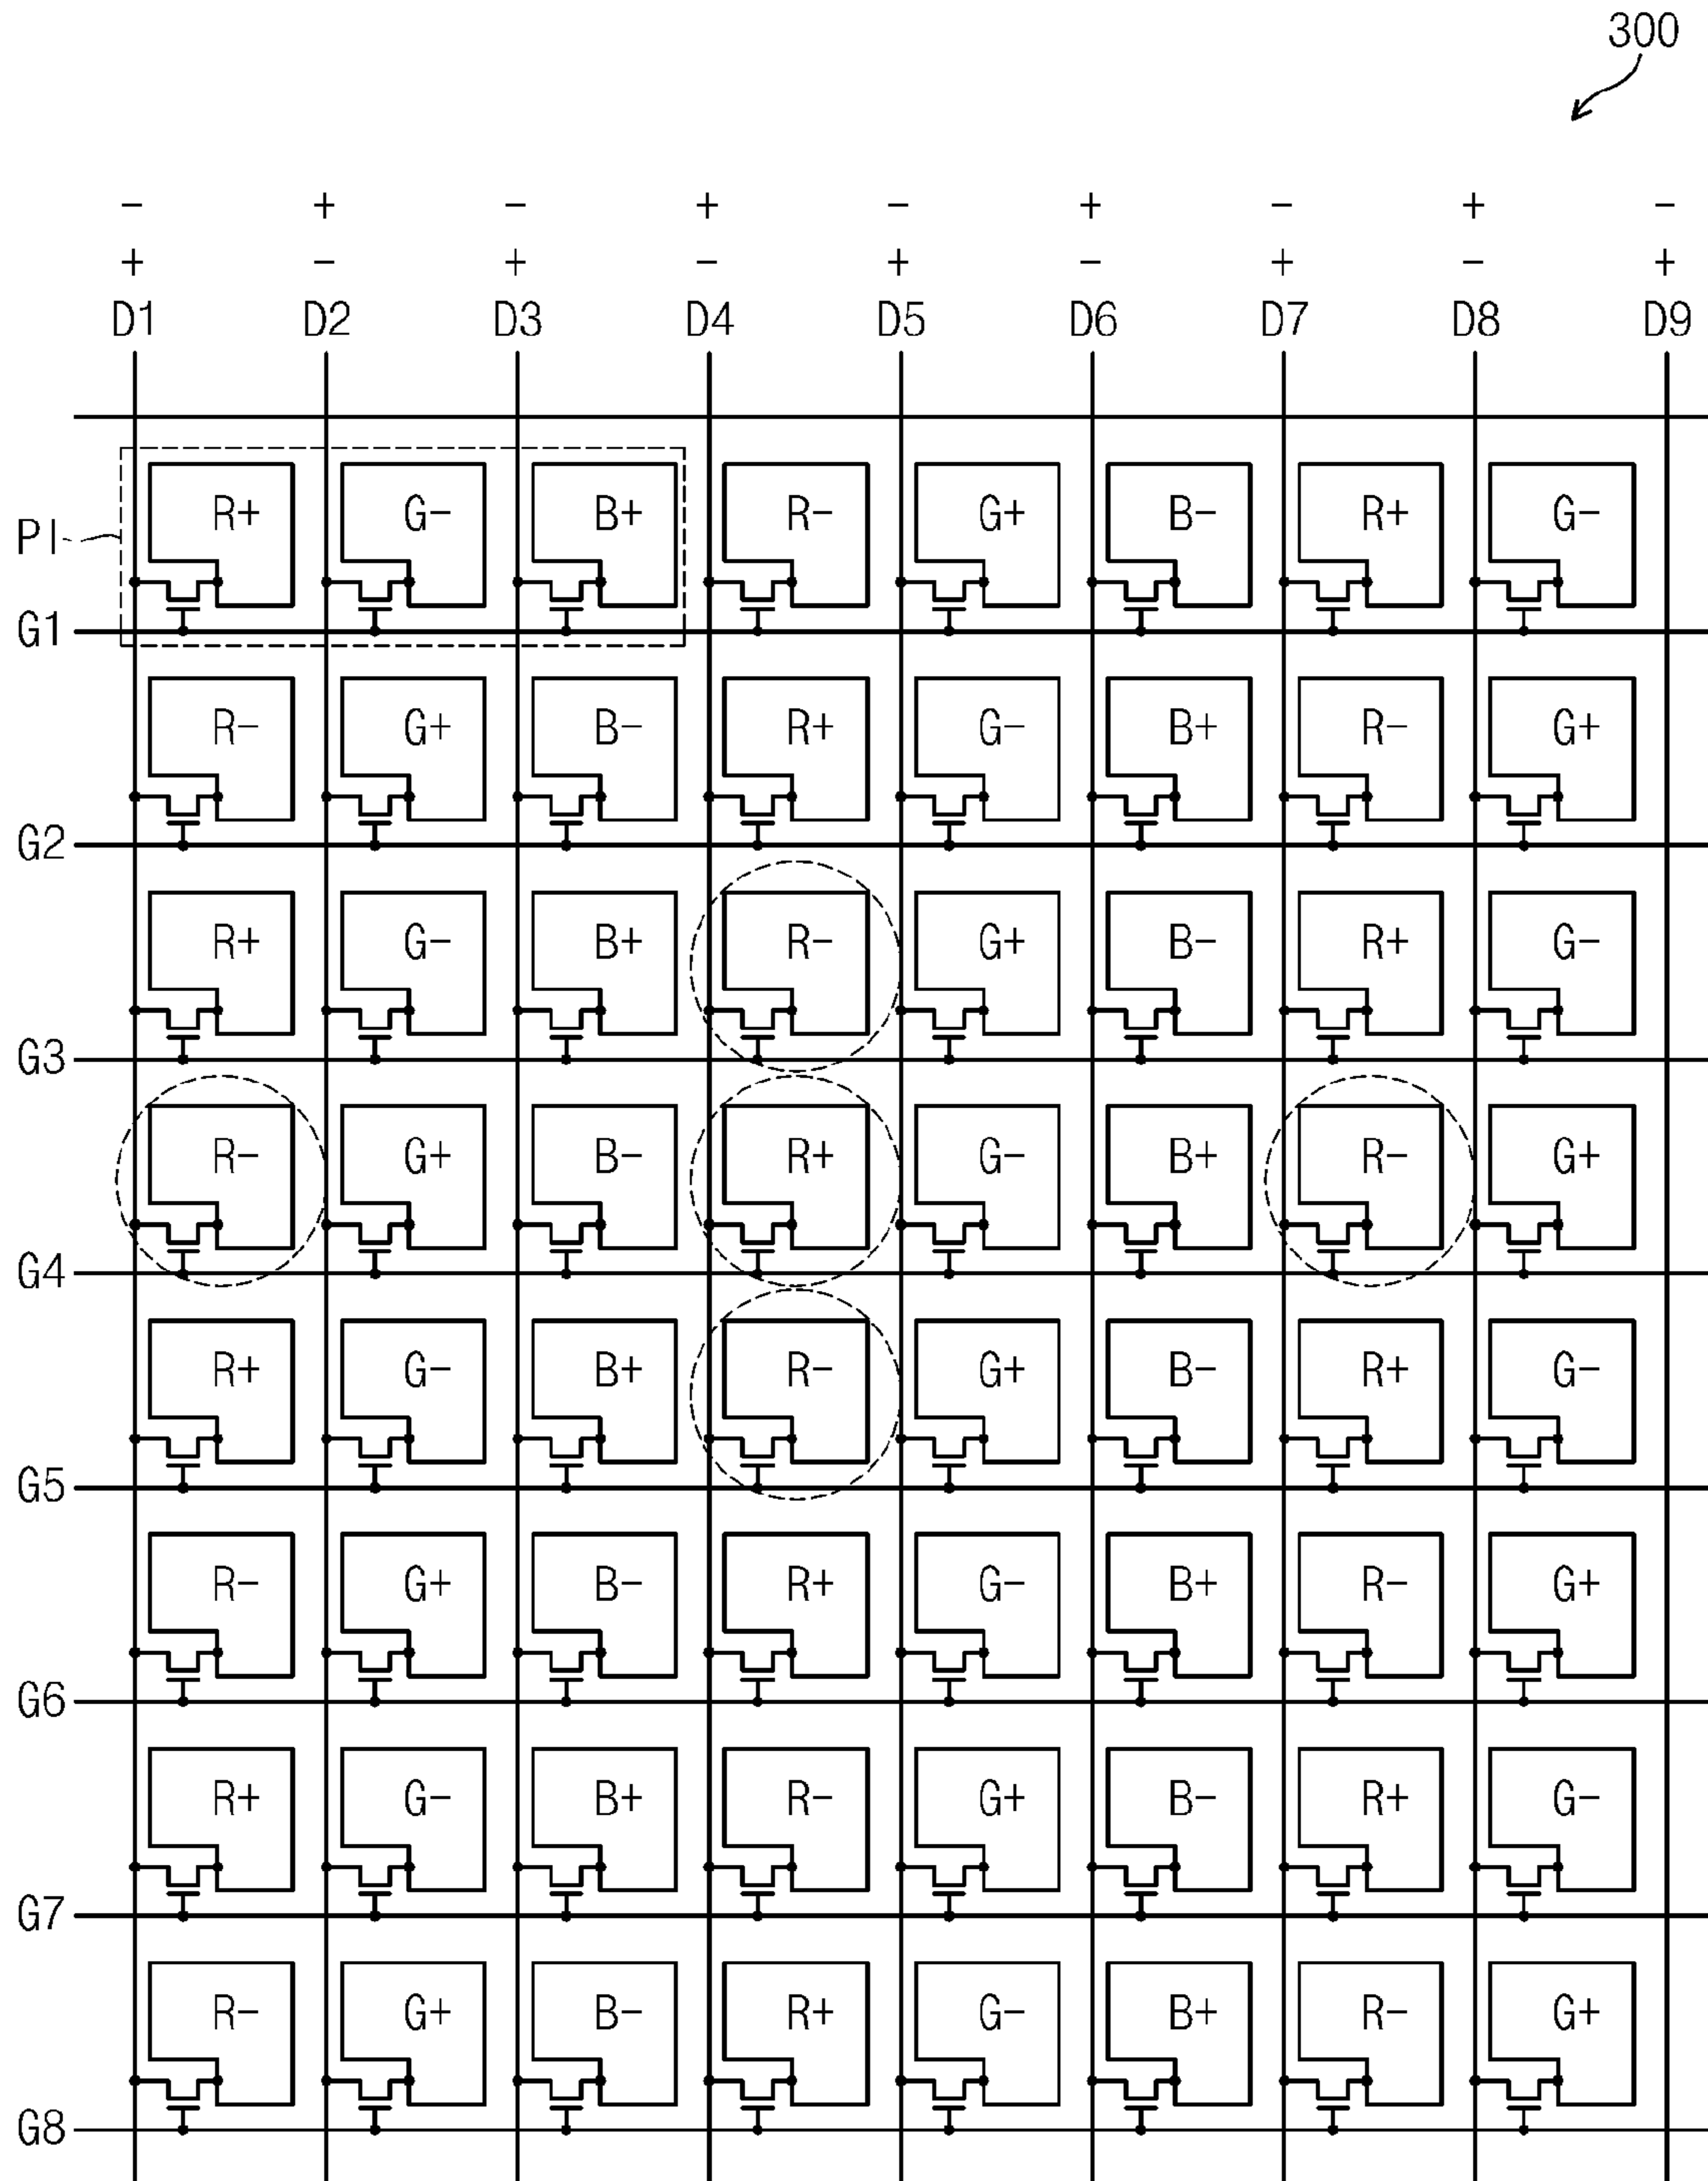 300
- + - + - + - + -
+ - + - + - + - +
D1 D2 D3 D4 D5 D6 D7 D8 D9
R+ G- B+ R- G+ B- R+ G-
PI
G1
R- G+ B- R+ G- B+ R- G+
G2
R+ G- B+ R- G+ B- R+ G-
G3
R- G+ B- R+ G- B+ R- G+
G4
R+ G- B+ R- G+ B- R+ G-
G5
R- G+ B- R+ G- B+ R- G+
G6
R+ G- B+ R- G+ B- R+ G-
G7
R- G+ B- R+ G- B+ R- G+
G8